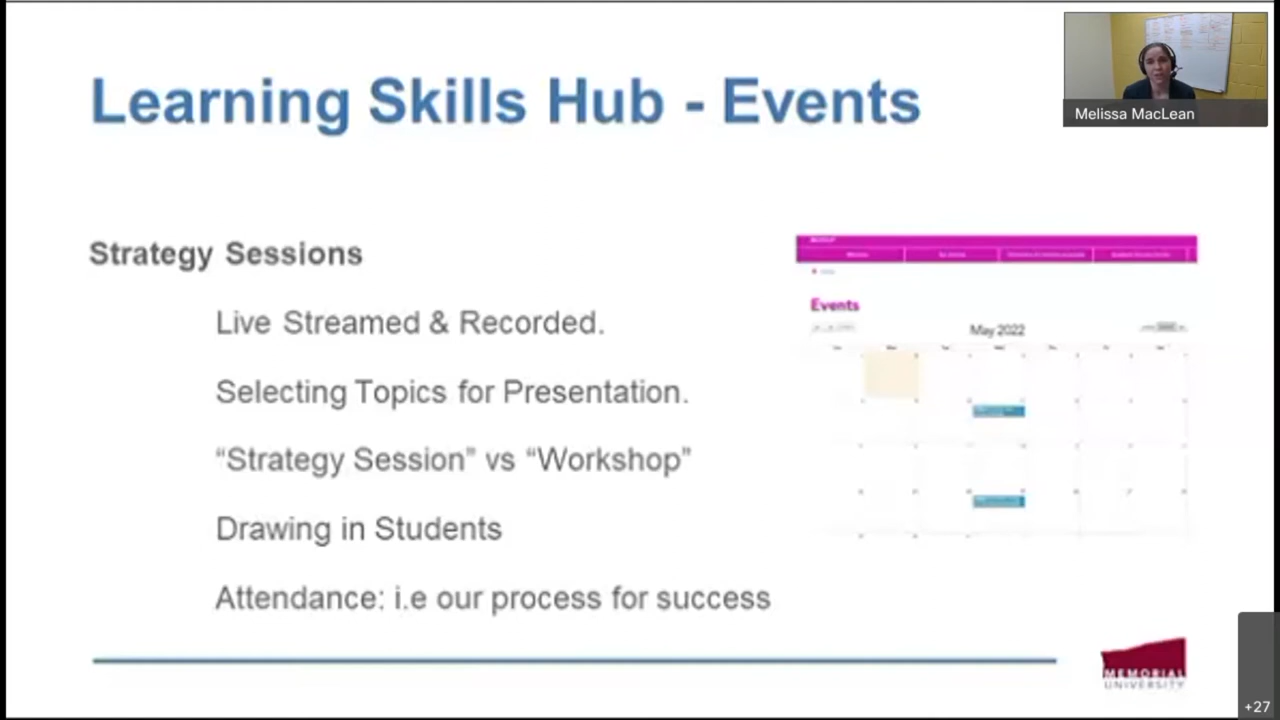 Learning Skills Hub - Events
Melissa MacLean
Strategy Sessions
Live Streamed & Recorded.
Selecting Topics for Presentation.
“Strategy Session” vs “Workshop”
Drawing in Students
Attendance: i.e our process for success
Events
May 2022
MEMORIAL
UNIVERSITY
+27